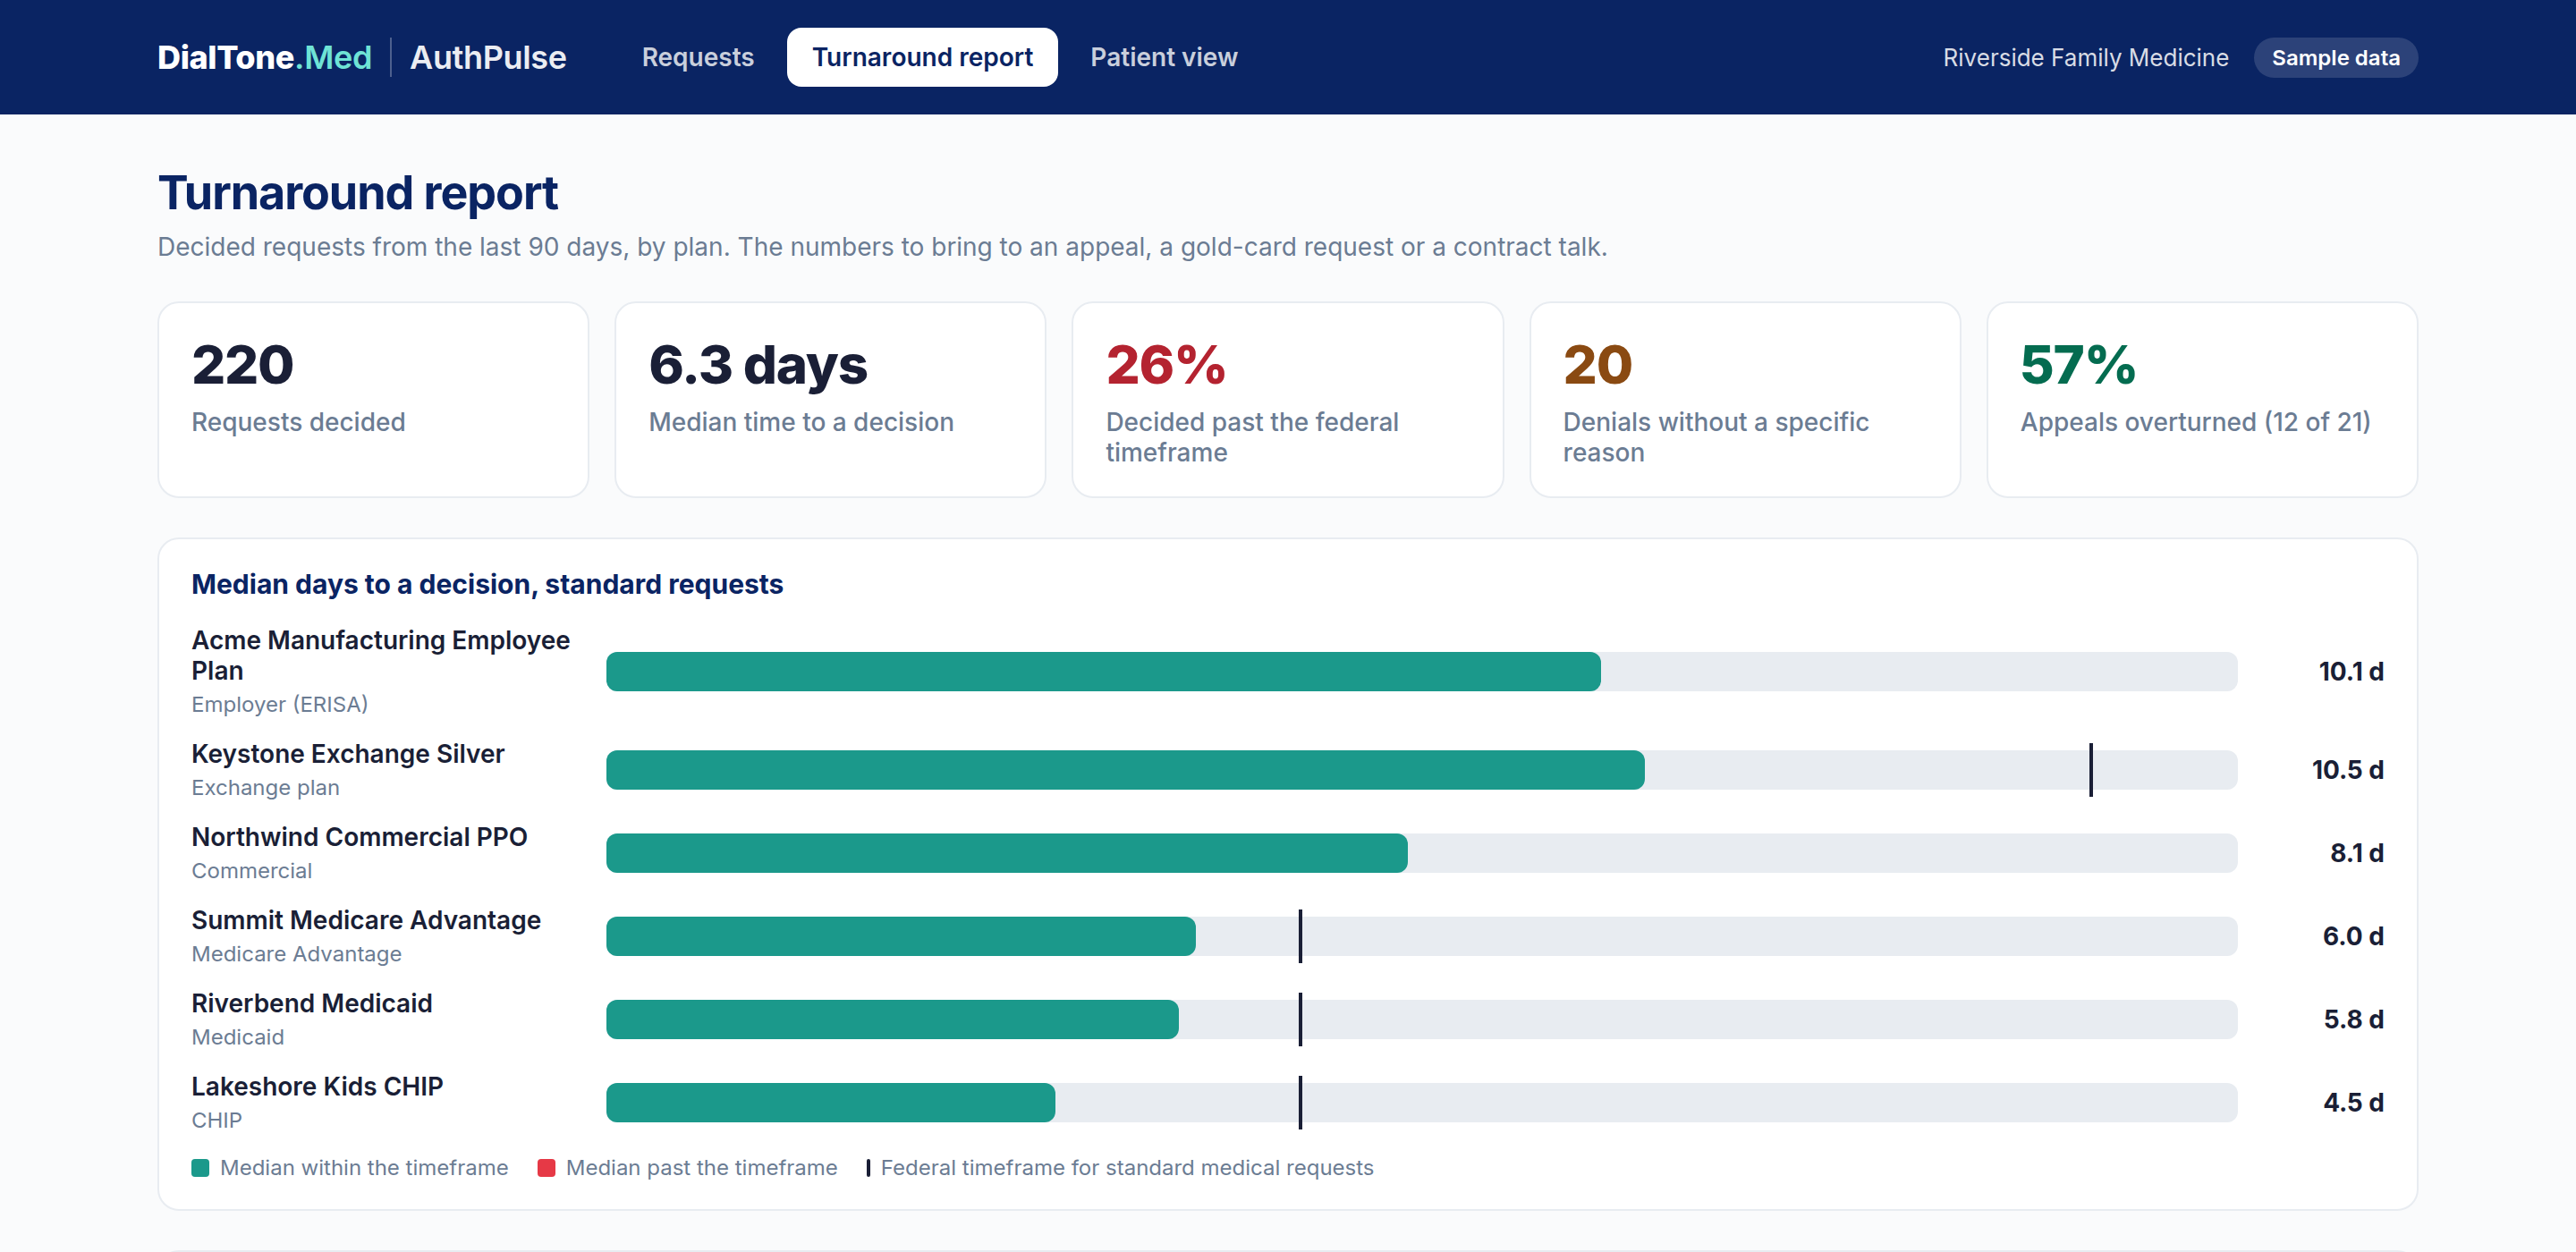 DialTone.Med AuthPulse Requests Turnaround report Patient view Riverside Family Medicine Sample data
Turnaround report
Decided requests from the last 90 days, by plan. The numbers to bring to an appeal, a gold-card request or a contract talk.
220
Requests decided
6.3 days
Median time to a decision
26%
Decided past the federal
timeframe
20
Denials without a specific
reason
57%
Appeals overturned (12 of 21)
Median days to a decision, standard requests
Acme Manufacturing Employee
Plan
Employer (ERISA)
10.1 d
Keystone Exchange Silver
Exchange plan
10.5 d
Northwind Commercial PPO
Commercial
8.1 d
Summit Medicare Advantage
Medicare Advantage
6.0 d
Riverbend Medicaid
Medicaid
5.8 d
Lakeshore Kids CHIP
CHIP
4.5 d
Median within the timeframe Median past the timeframe Federal timeframe for standard medical requests